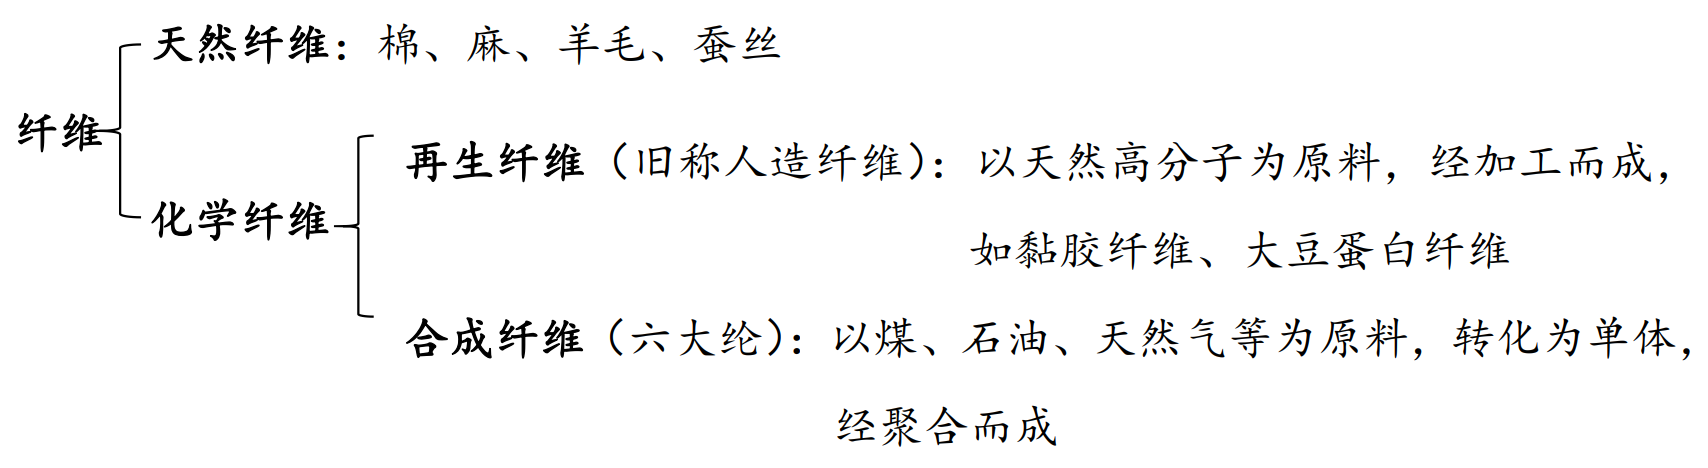 天然纤维：棉、麻、羊毛、蚕丝
纤维
再生纤维（旧称人造纤维）：以天然高分子为原料，经加工而成，
化学纤维
如黏胶纤维、大豆蛋白纤维
合成纤维（六大纶）：以煤、石油、天然气等为原料，转化为单体，
经聚合而成